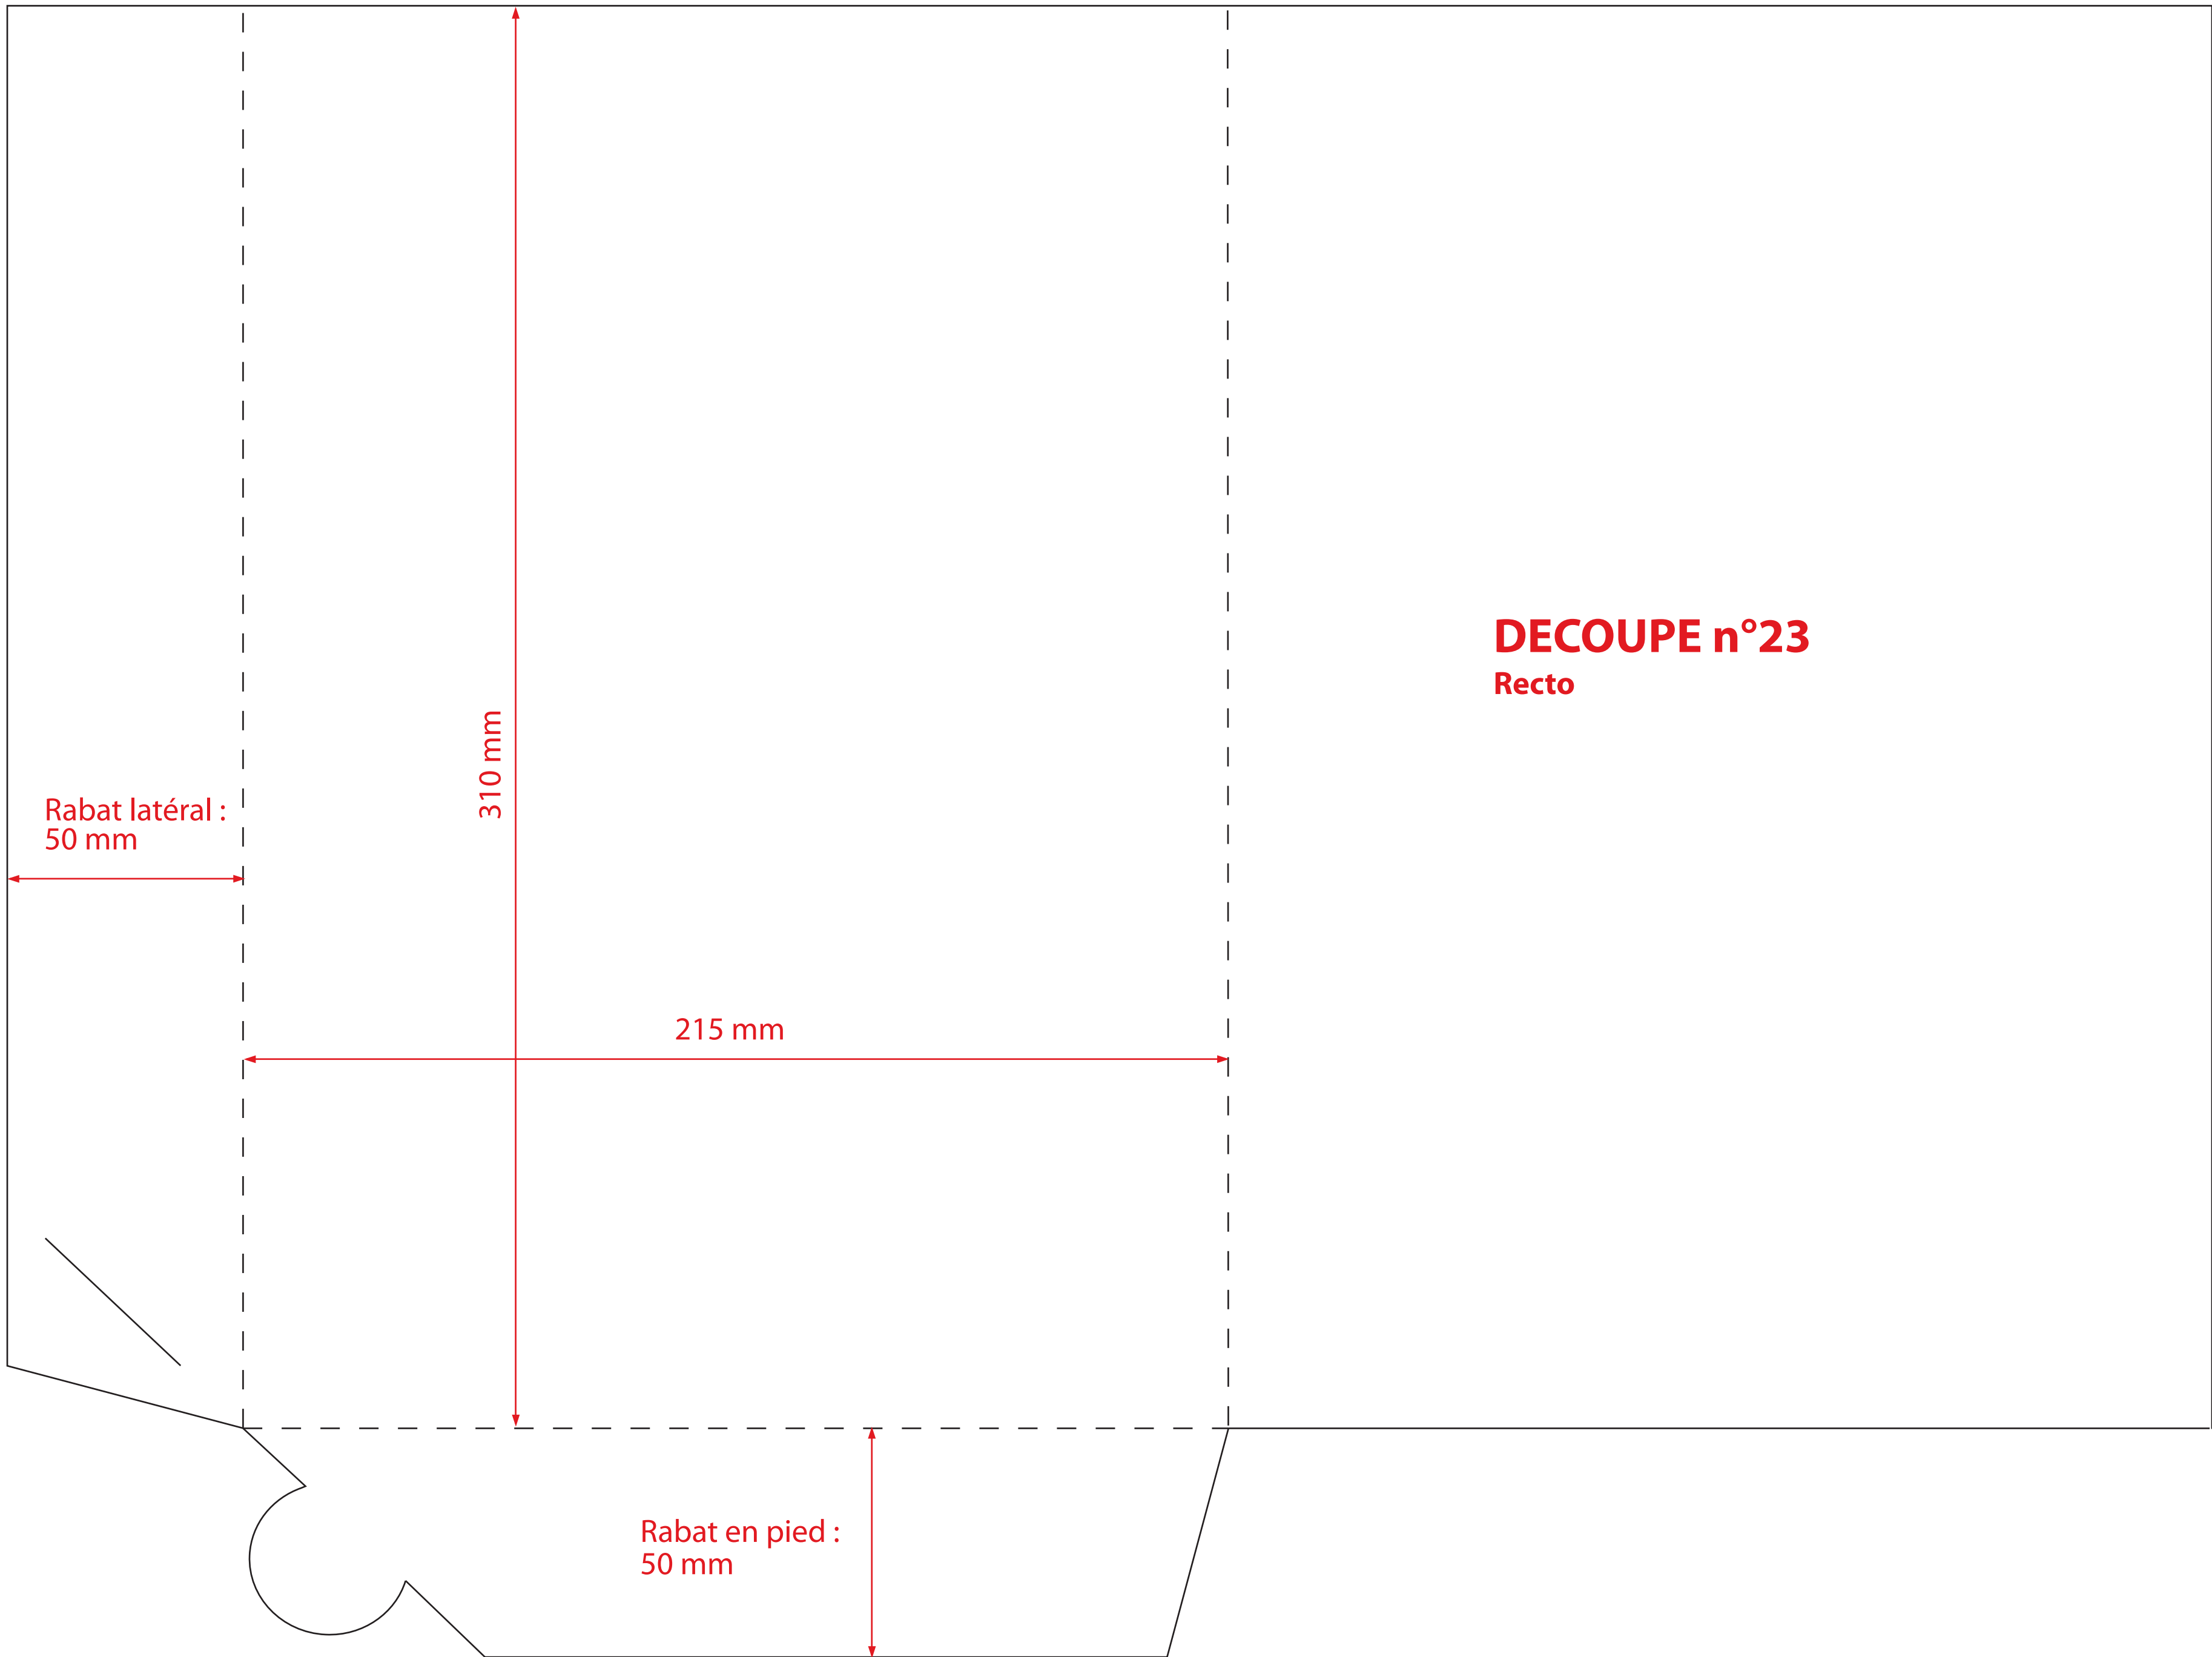 DECOUPE n°23
Recto
310 mm
Rabat latéral :
50 mm
215 mm
Rabat en pied :
50 mm